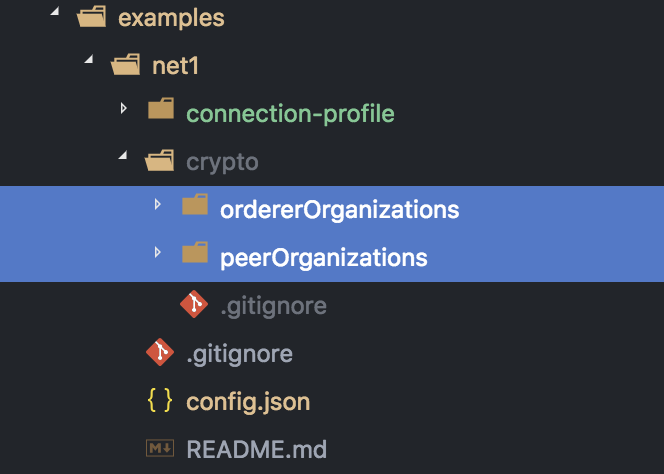 examples
net1
connection-profile
crypto
ordererOrganizations
peerOrganizations
.gitignore
.gitignore
{ } config.json
M↓ README.md